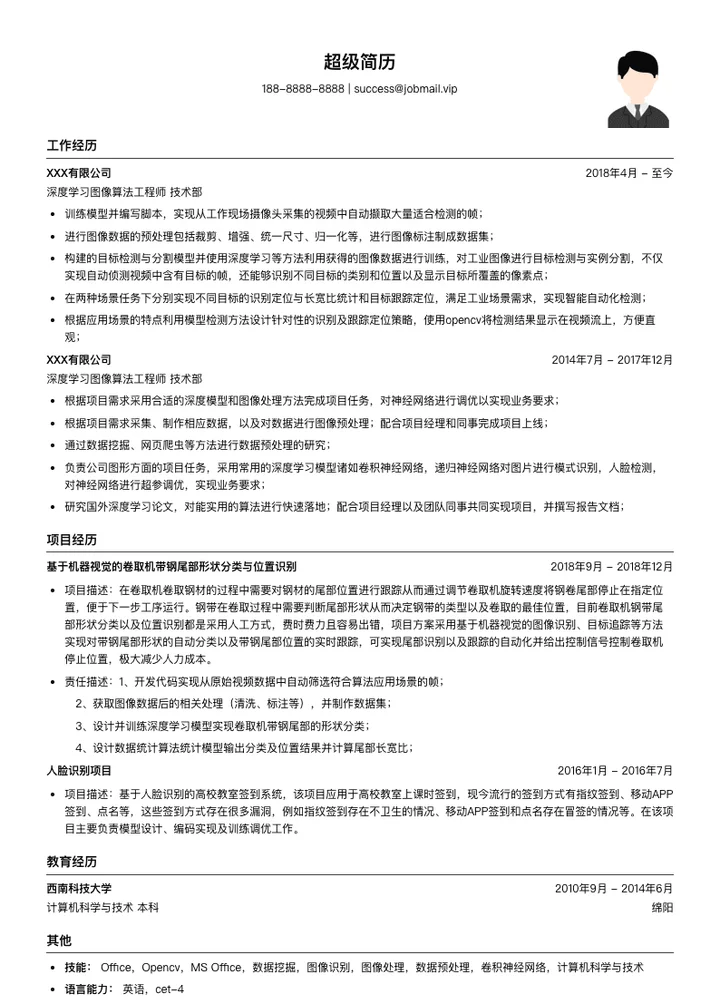 超级简历
188-8888-8888 | success@jobmail.vip
工作经历
XXX有限公司 2018年4月 – 至今
深度学习图像算法工程师 技术部
• 训练模型并编写脚本，实现从工作现场摄像头采集的视频中自动撷取大量适合检测的帧；
• 进行图像数据的预处理包括裁剪、增强、统一尺寸、归一化等，进行图像标注制成数据集；
• 构建的目标检测与分割模型并使用深度学习等方法利用获得的图像数据进行训练，对工业图像进行目标检测与实例分割，不仅
实现自动侦测视频中含有目标的帧，还能够识别不同目标的类别和位置以及显示目标所覆盖的像素点；
• 在两种场景任务下分别实现不同目标的识别定位与长宽比统计和目标跟踪定位，满足工业场景需求，实现智能自动化检测；
• 根据应用场景的特点利用模型检测方法设计针对性的识别及跟踪定位策略，使用opencv将检测结果显示在视频流上，方便直
观；
XXX有限公司 2014年7月 – 2017年12月
深度学习图像算法工程师 技术部
• 根据项目需求采用合适的深度模型和图像处理方法完成项目任务，对神经网络进行调优以实现业务要求；
• 根据项目需求采集、制作相应数据，以及对数据进行图像预处理；配合项目经理和同事完成项目上线；
• 通过数据挖掘、网页爬虫等方法进行数据预处理的研究；
• 负责公司图形方面的项目任务，采用常用的深度学习模型诸如卷积神经网络，递归神经网络对图片进行模式识别，人脸检测，
对神经网络进行超参调优，实现业务要求；
• 研究国外深度学习论文，对能实用的算法进行快速落地；配合项目经理以及团队同事共同实现项目，并撰写报告文档；
项目经历
基于机器视觉的卷取机带钢尾部形状分类与位置识别 2018年9月 – 2018年12月
• 项目描述：在卷取机卷取钢材的过程中需要对钢材的尾部位置进行跟踪从而通过调节卷取机旋转速度将钢卷尾部停止在指定位
置，便于下一步工序运行。钢带在卷取过程中需要判断尾部形状从而决定钢带的类型以及卷取的最佳位置，目前卷取机钢带尾
部形状分类以及位置识别都是采用人工方式，费时费力且容易出错，项目方案采用基于机器视觉的图像识别、目标追踪等方法
实现对带钢尾部形状的自动分类以及带钢尾部位置的实时跟踪，可实现尾部识别以及跟踪的自动化并给出控制信号控制卷取机
停止位置，极大减少人力成本。
• 责任描述：1、开发代码实现从原始视频数据中自动筛选符合算法应用场景的帧；
2、获取图像数据后的相关处理（清洗、标注等），并制作数据集；
3、设计并训练深度学习模型实现卷取机带钢尾部的形状分类；
4、设计数据统计算法统计模型输出分类及位置结果并计算尾部长宽比；
人脸识别项目 2016年1月 – 2016年7月
• 项目描述：基于人脸识别的高校教室签到系统，该项目应用于高校教室上课时签到，现今流行的签到方式有指纹签到、移动APP
签到、点名等，这些签到方式存在很多漏洞，例如指纹签到存在不卫生的情况、移动APP签到和点名存在冒签的情况等。在该项
目主要负责模型设计、编码实现及训练调优工作。
教育经历
西南科技大学 2010年9月 – 2014年6月
计算机科学与技术 本科 绵阳
其他
• 技能： Office，Opencv，MS Office，数据挖掘，图像识别，图像处理，数据预处理，卷积神经网络，计算机科学与技术
• 语言能力： 英语，cet-4